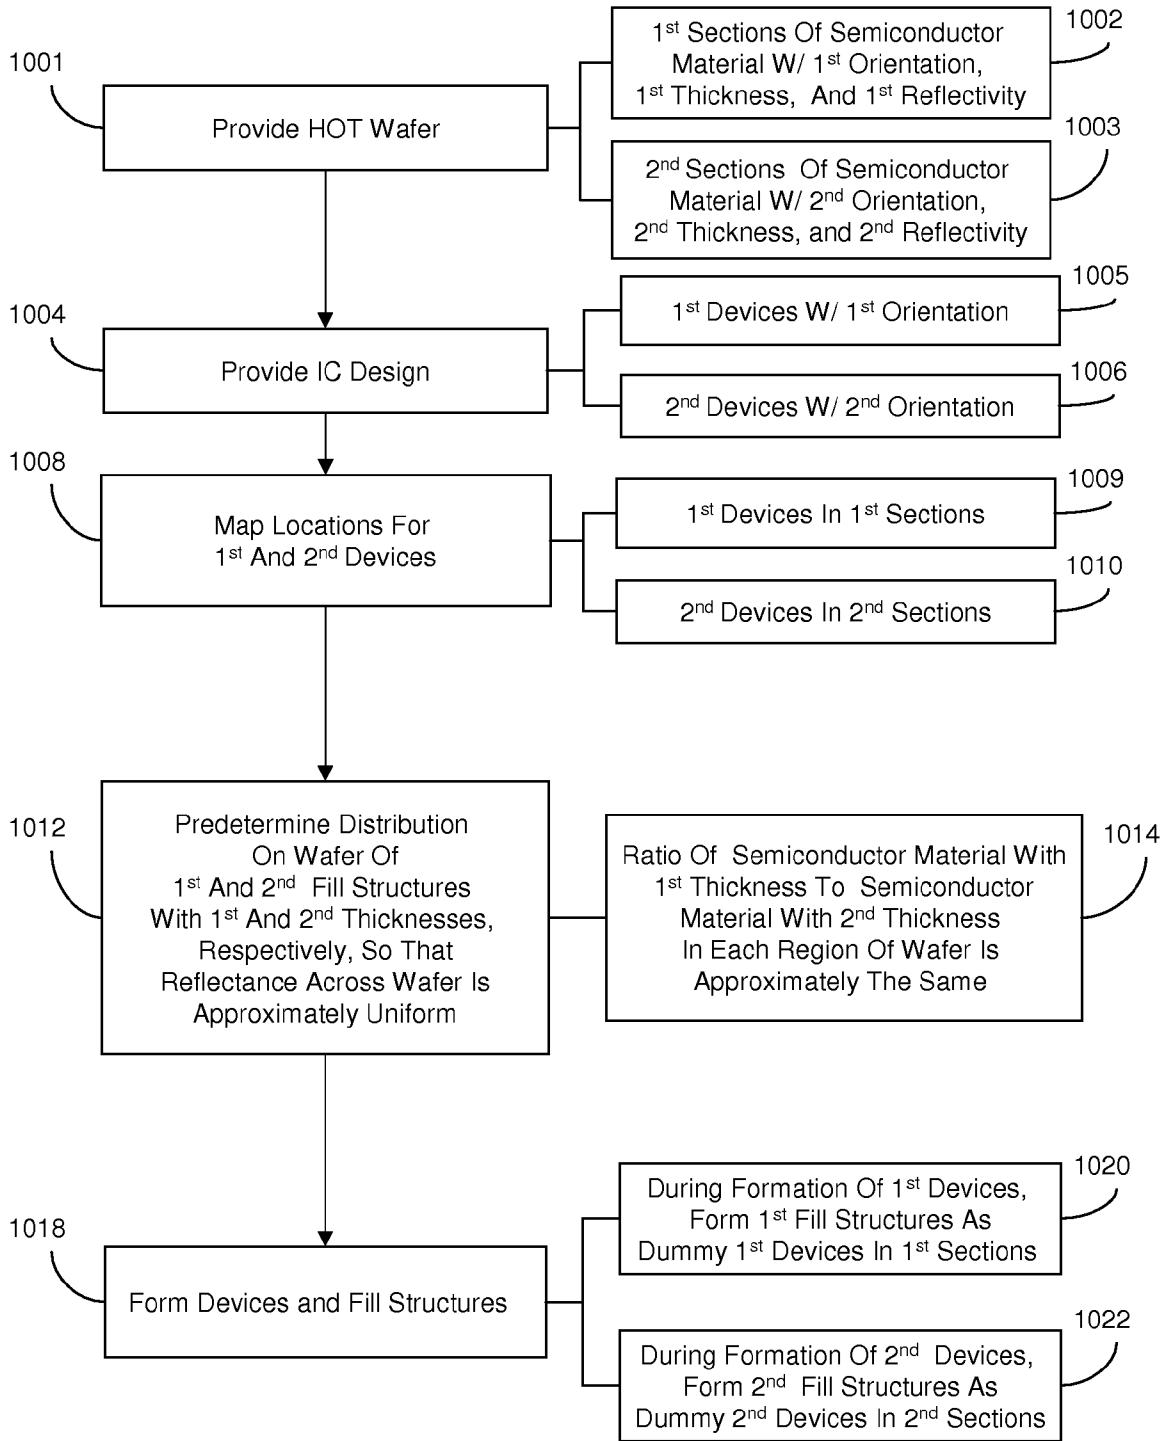 1001
Provide HOT Wafer
1st Sections Of Semiconductor
Material W/ 1st Orientation,
1st Thickness, And 1st Reflectivity
1002
2nd Sections Of Semiconductor
Material W/ 2nd Orientation,
2nd Thickness, and 2nd Reflectivity
1003
1004
Provide IC Design
1st Devices W/ 1st Orientation
1005
2nd Devices W/ 2nd Orientation
1006
1008
Map Locations For
1st And 2nd Devices
1st Devices In 1st Sections
1009
2nd Devices In 2nd Sections
1010
1012
Predetermine Distribution
On Wafer Of
1st And 2nd Fill Structures
With 1st And 2nd Thicknesses,
Respectively, So That
Reflectance Across Wafer Is
Approximately Uniform
Ratio Of Semiconductor Material With
1st Thickness To Semiconductor
Material With 2nd Thickness
In Each Region Of Wafer Is
Approximately The Same
1014
1018
Form Devices and Fill Structures
During Formation Of 1st Devices,
Form 1st Fill Structures As
Dummy 1st Devices In 1st Sections
1020
During Formation Of 2nd Devices,
Form 2nd Fill Structures As
Dummy 2nd Devices In 2nd Sections
1022